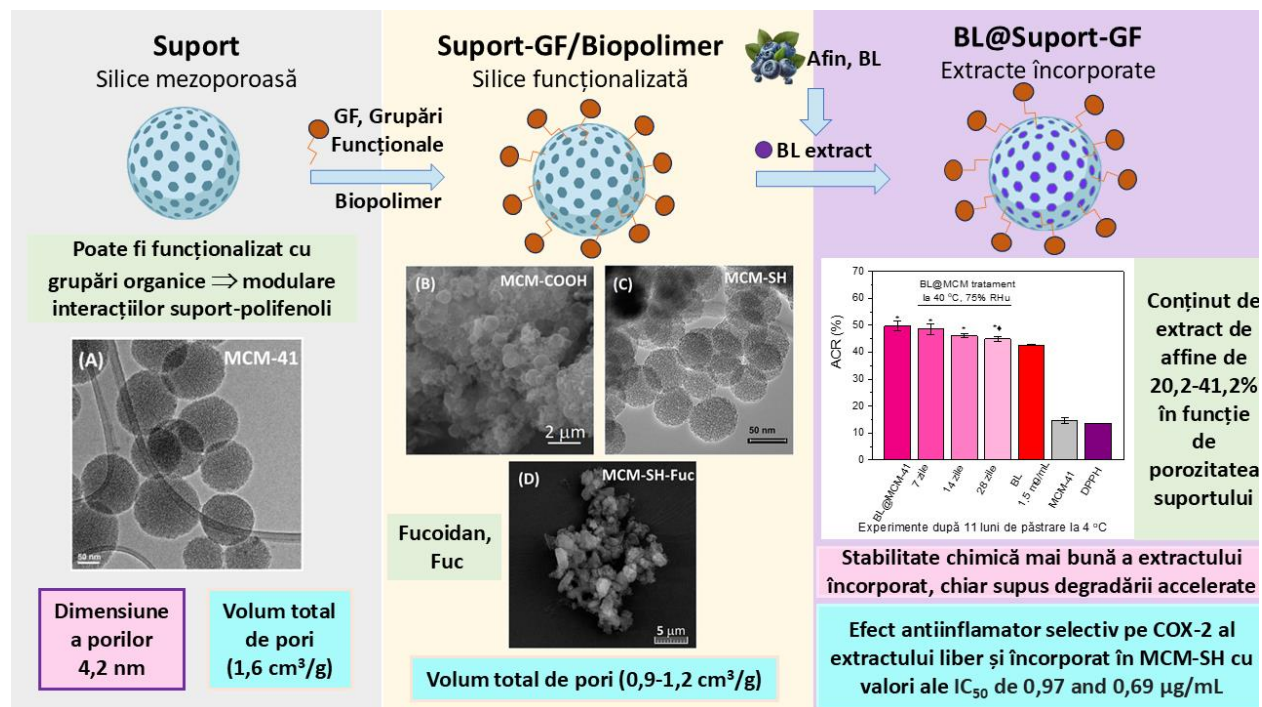 Suport
Silice mezoporoasă
GF, Grupări
Funcționale
Biopolimer
Poate fi funcționalizat cu
grupări organice ⟹ modulare
interacțiilor suport-polifenoli
(A)
MCM-41
50 nm
Dimensiune
a porilor
4,2 nm
Volum total
de pori
(1,6 cm³/g)
Suport-GF/Biopolimer
Silice funcționalizată
(B)
MCM-COOH
2 µm
(C)
MCM-SH
50 nm
(D)
MCM-SH-Fuc
5 µm
Fucoidan,
Fuc
Volum total de pori (0,9-1,2 cm³/g)
Afin, BL
BL extract
BL@Suport-GF
Extracte încorporate
70
60
50
40
30
20
10
0
ACR (%)
BL@MCM tratament
la 40 °C, 75% RHu
*
*
*
*♦
BL@MCM-41
7 zile
14 zile
28 zile
BL
1.5 mg/mL
MCM-41
DPPH
Experimente după 11 luni de păstrare la 4 °C
Conținut de
extract de
affine de
20,2-41,2%
în funcție
de
porozitatea
suportului
Stabilitate chimică mai bună a extractului
încorporat, chiar supus degradării accelerate
Efect antiinflamator selectiv pe COX-2 al
extractului liber și încorporat în MCM-SH cu
valori ale IC₅₀ de 0,97 and 0,69 µg/mL